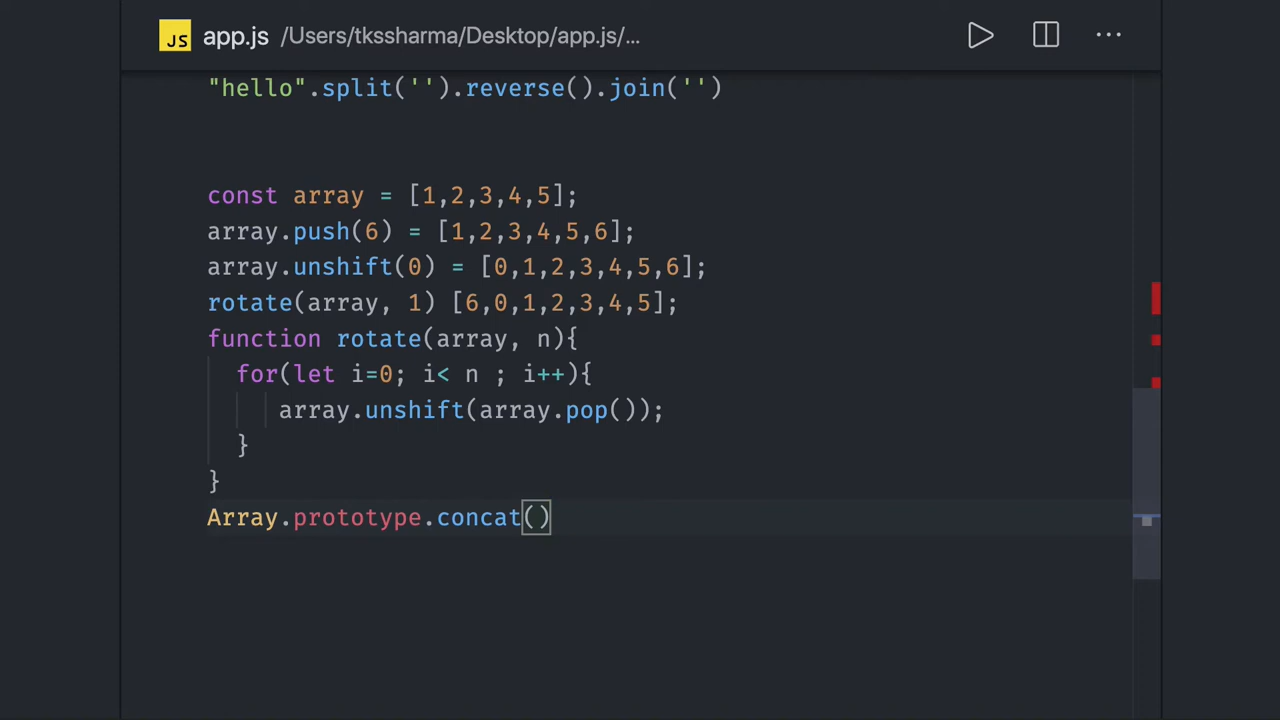 JS app.js /Users/tkssharma/Desktop/app.js/...
"hello".split('').reverse().join('')
const array = [1,2,3,4,5];
array.push(6) = [1,2,3,4,5,6];
array.unshift(0) = [0,1,2,3,4,5,6];
rotate(array, 1) [6,0,1,2,3,4,5];
function rotate(array, n){
for(let i=0; i< n ; i++){
array.unshift(array.pop());
}
}
Array.prototype.concat()